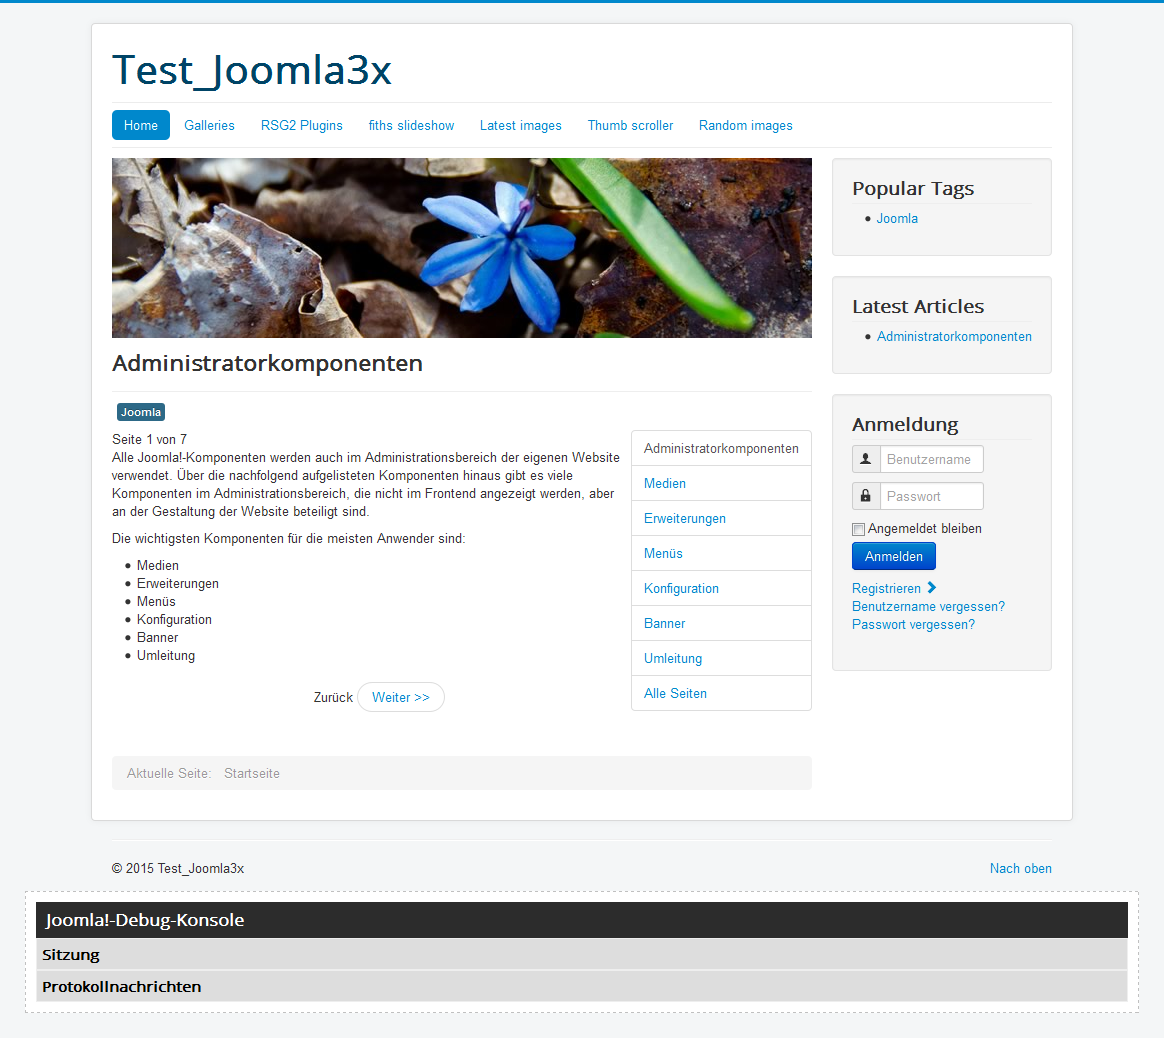 Test_Joomla3x
Home Galleries RSG2 Plugins fiths slideshow Latest images Thumb scroller Random images
Administratorkomponenten
Joomla
Seite 1 von 7
Alle Joomla!-Komponenten werden auch im Administrationsbereich der eigenen Website
verwendet. Über die nachfolgend aufgelisteten Komponenten hinaus gibt es viele
Komponenten im Administrationsbereich, die nicht im Frontend angezeigt werden, aber
an der Gestaltung der Website beteiligt sind.
Die wichtigsten Komponenten für die meisten Anwender sind:
Medien
Erweiterungen
Menüs
Konfiguration
Banner
Umleitung
Zurück Weiter >>
Administratorkomponenten
Medien
Erweiterungen
Menüs
Konfiguration
Banner
Umleitung
Alle Seiten
Aktuelle Seite: Startseite
Popular Tags
Joomla
Latest Articles
Administratorkomponenten
Anmeldung
Benutzername
Passwort
Angemeldet bleiben
Anmelden
Registrieren
Benutzername vergessen?
Passwort vergessen?
© 2015 Test_Joomla3x
Nach oben
Joomla!-Debug-Konsole
Sitzung
Protokollnachrichten